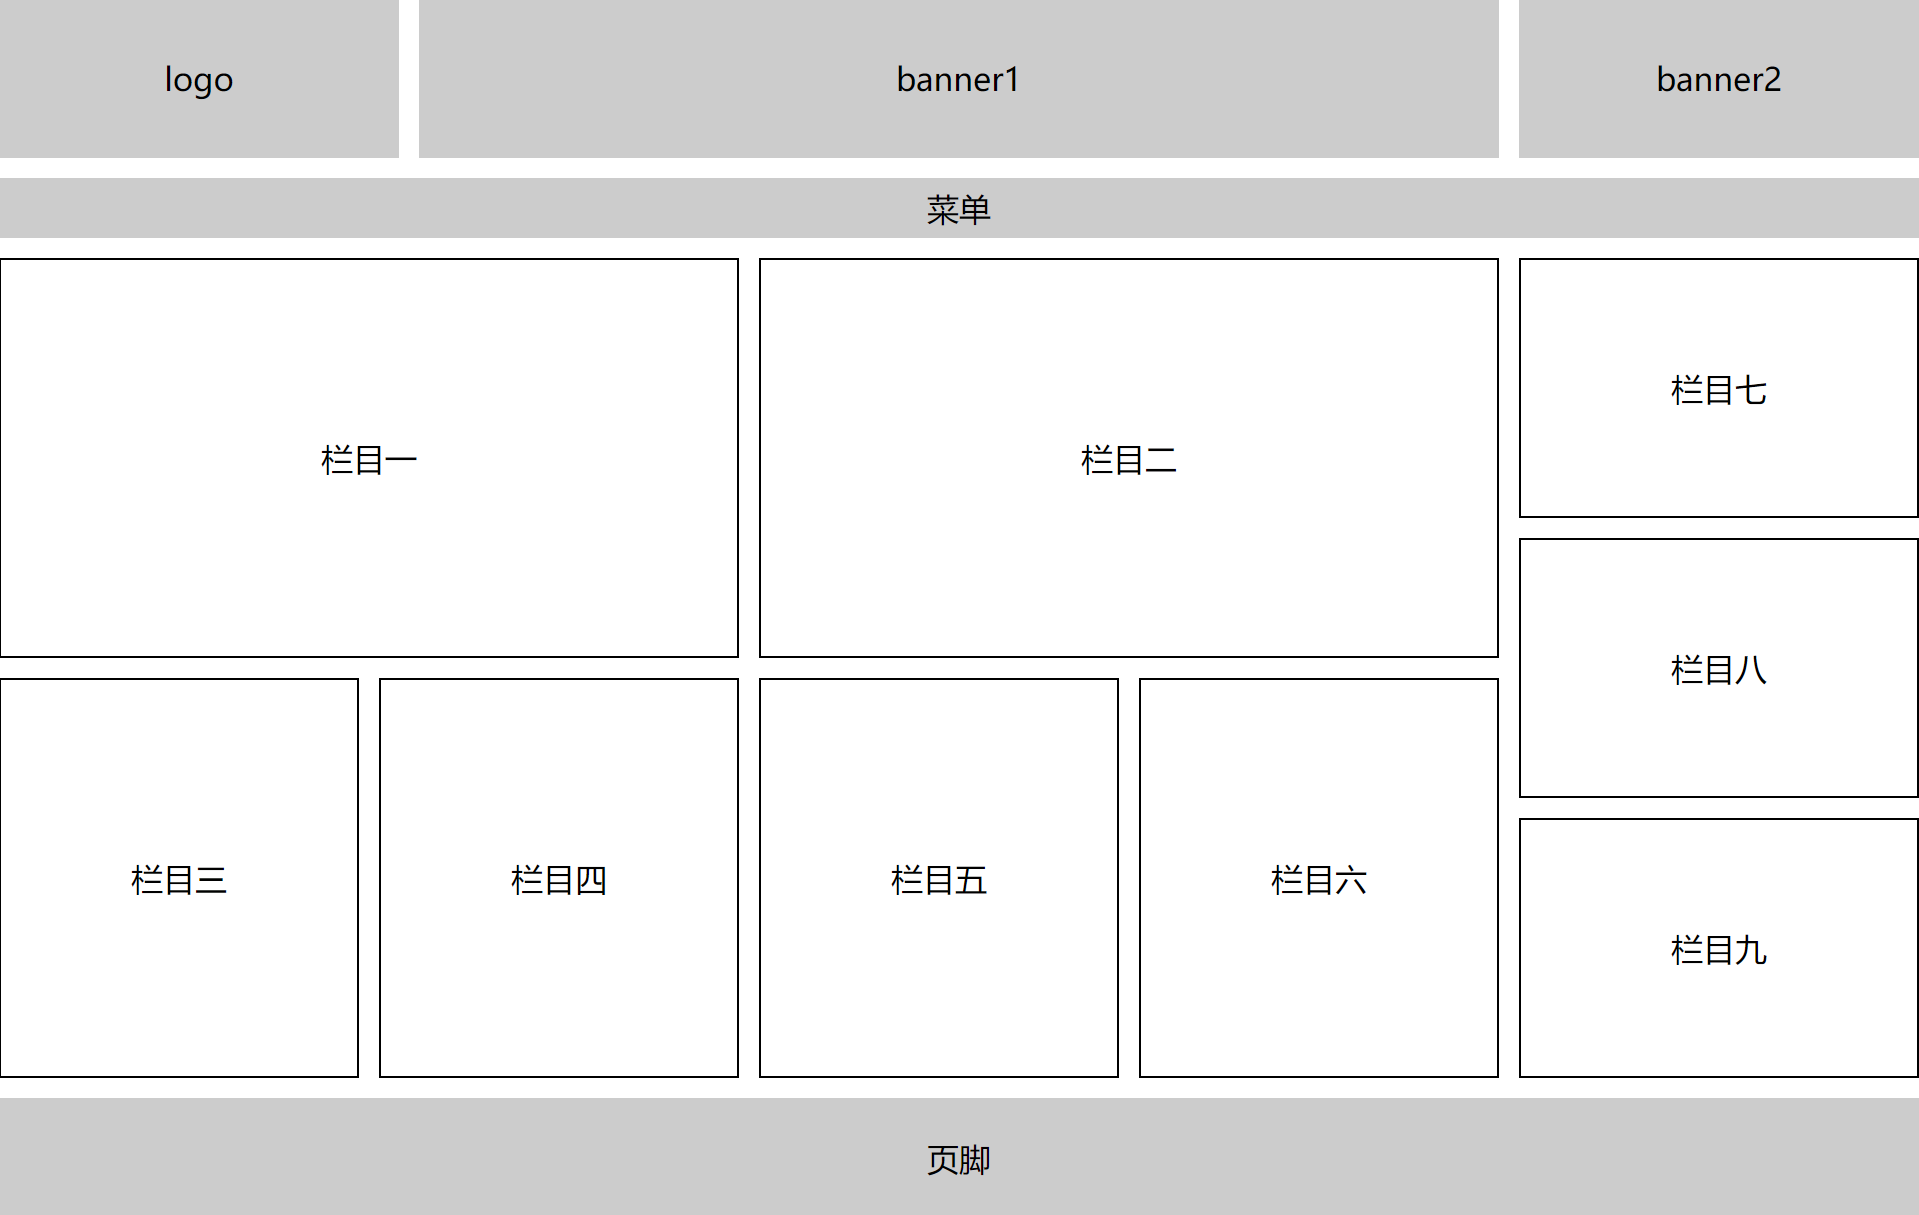 logo
banner1
banner2
菜单
栏目一
栏目二
栏目七
栏目八
栏目三
栏目四
栏目五
栏目六
栏目九
页脚